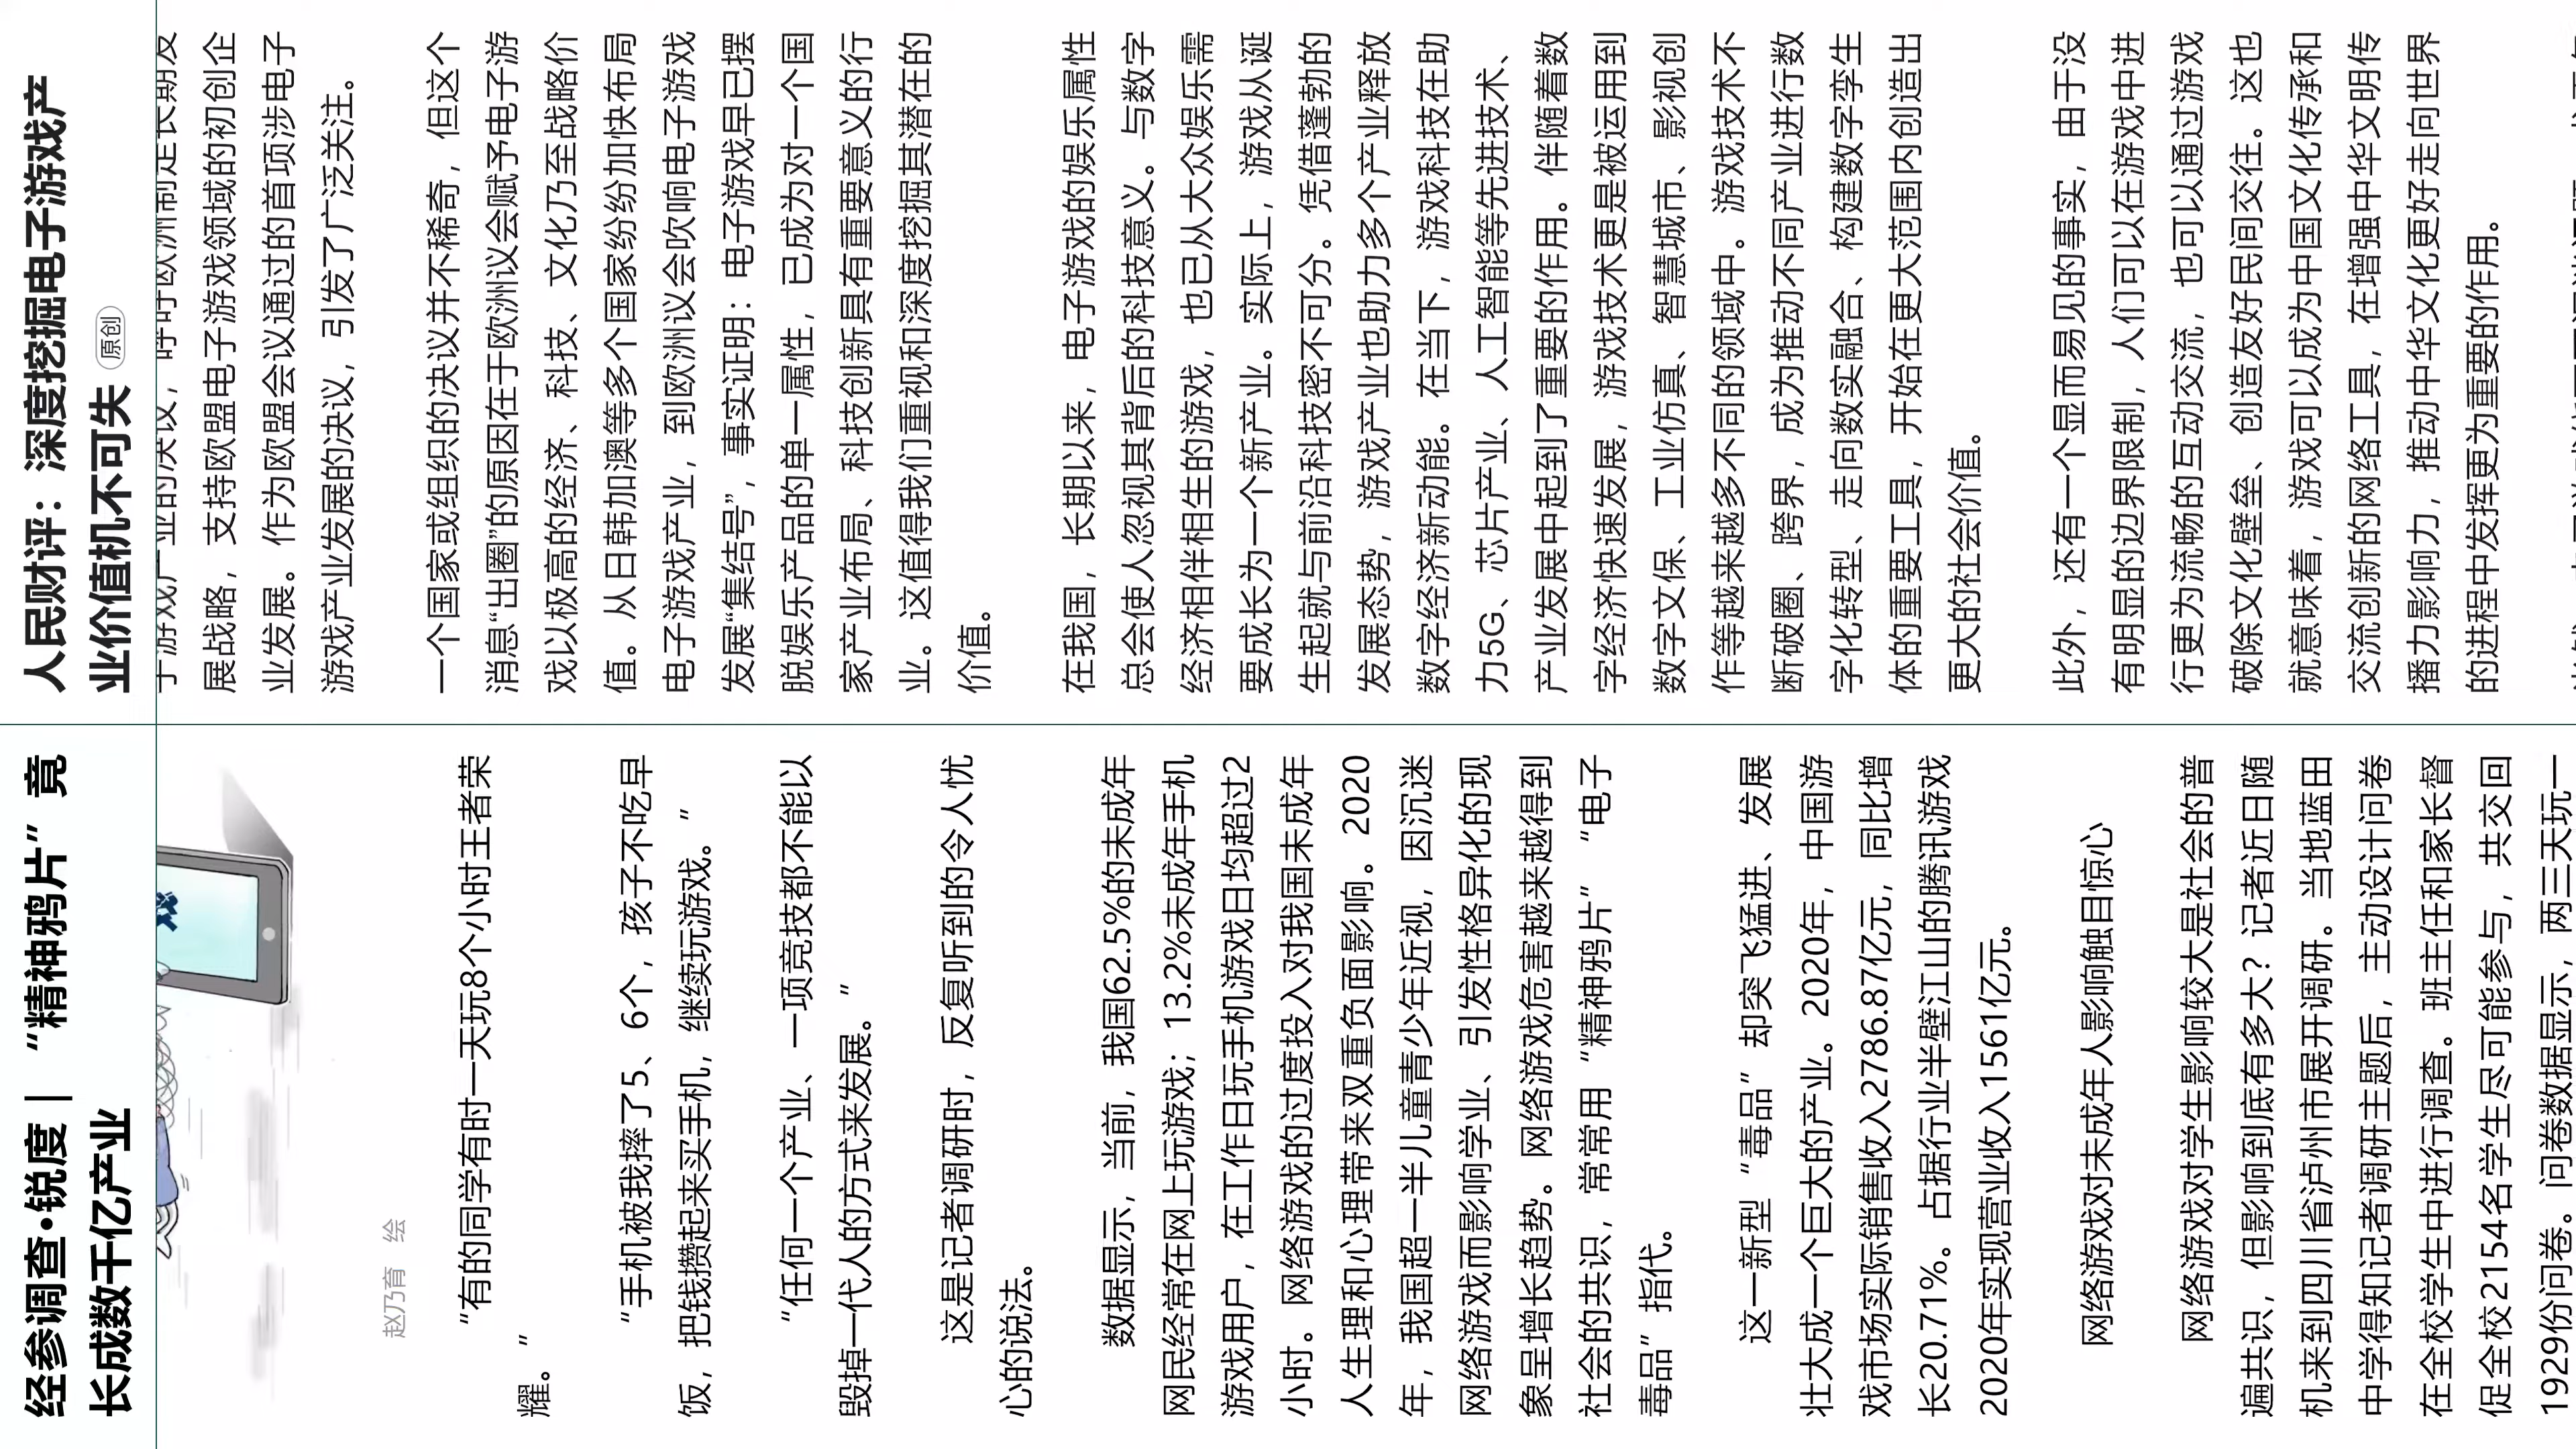 经参调查·锐度 | “精神鸦片”竟
长成数千亿产业
赵乃育 绘
“有的同学有时一天玩8个小时王者荣
耀。”
“手机被我摔了5、6个，孩子不吃早
饭，把钱攒起来买手机，继续玩游戏。”
“任何一个产业、一项竞技都不能以
毁掉一代人的方式来发展。”
这是记者调研时，反复听到的令人忧
心的说法。
数据显示，当前，我国62.5%的未成年
网民经常在网上玩游戏；13.2%未成年手机
游戏用户，在工作日玩手机游戏日均超过2
小时。网络游戏的过度投入对我国未成年
人生理和心理带来双重负面影响。2020
年，我国超一半儿童青少年近视，因沉迷
网络游戏而影响学业、引发性格异化的现
象呈增长趋势。网络游戏危害越来越得到
社会的共识，常常用“精神鸦片”“电子
毒品”指代。
这一新型“毒品”却突飞猛进、发展
壮大成一个巨大的产业。2020年，中国游
戏市场实际销售收入2786.87亿元，同比增
长20.71%。占据行业半壁江山的腾讯游戏
2020年实现营业收入1561亿元。
网络游戏对未成年人影响触目惊心
网络游戏对学生影响较大是社会的普
遍共识，但影响到底有多大？记者近日随
机来到四川省泸州市展开调研。当地蓝田
中学得知记者调研主题后，主动设计问卷
在全校学生中进行调查。班主任和家长督
促全校2154名学生尽可能参与，共交回
1929份问卷。问卷数据显示，两三天玩一
人民财评：深度挖掘电子游戏产
业价值机不可失 原创
子游戏产业的决议，呼吁欧洲制定长期发
展战略，支持欧盟电子游戏领域的初创企
业发展。作为欧盟会议通过的首项涉电子
游戏产业发展的决议，引发了广泛关注。
一个国家或组织的决议并不稀奇，但这个
消息“出圈”的原因在于欧洲议会赋予电子游
戏以极高的经济、科技、文化乃至战略价
值。从日韩加澳等多个国家纷纷加快布局
电子游戏产业，到欧洲议会吹响电子游戏
发展“集结号”，事实证明：电子游戏早已摆
脱娱乐产品的单一属性，已成为对一个国
家产业布局、科技创新具有重要意义的行
业。这值得我们重视和深度挖掘其潜在的
价值。
在我国，长期以来，电子游戏的娱乐属性
总会使人忽视其背后的科技意义。与数字
经济相伴相生的游戏，也已从大众娱乐需
要成长为一个新产业。实际上，游戏从诞
生起就与前沿科技密不可分。凭借蓬勃的
发展态势，游戏产业也助力多个产业释放
数字经济新动能。在当下，游戏科技在助
力5G、芯片产业、人工智能等先进技术、
产业发展中起到了重要的作用。伴随着数
字经济快速发展，游戏技术更是被运用到
数字文保、工业仿真、智慧城市、影视创
作等越来越多不同的领域中。游戏技术不
断破圈、跨界，成为推动不同产业进行数
字化转型、走向数实融合、构建数字孪生
体的重要工具，开始在更大范围内创造出
更大的社会价值。
此外，还有一个显而易见的事实，由于没
有明显的边界限制，人们可以在游戏中进
行更为流畅的互动交流，也可以通过游戏
破除文化壁垒、创造友好民间交往。这也
就意味着，游戏可以成为中国文化传承和
交流创新的网络工具，在增强中华文明传
播力影响力，推动中华文化更好走向世界
的进程中发挥更为重要的作用。